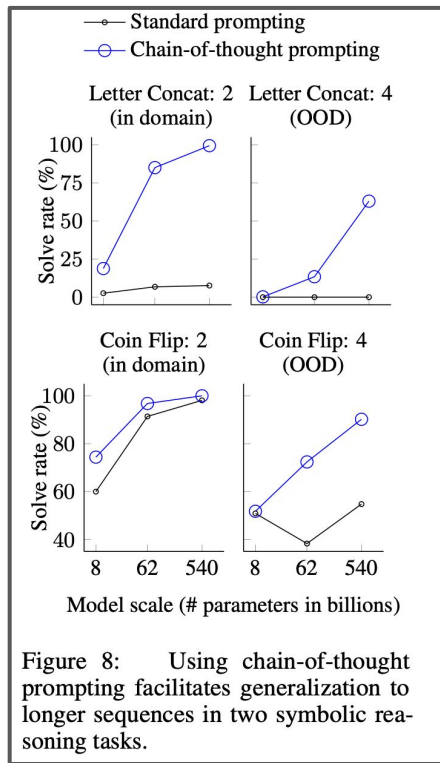 Standard prompting
Chain-of-thought prompting
Letter Concat: 2
(in domain)
Letter Concat: 4
(OOD)
Solve rate (%)
100
75
50
25
0
Coin Flip: 2
(in domain)
Coin Flip: 4
(OOD)
Solve rate (%)
100
80
60
40
8
62
540
8
62
540
Model scale (# parameters in billions)
Figure 8: Using chain-of-thought
prompting facilitates generalization to
longer sequences in two symbolic rea-
soning tasks.